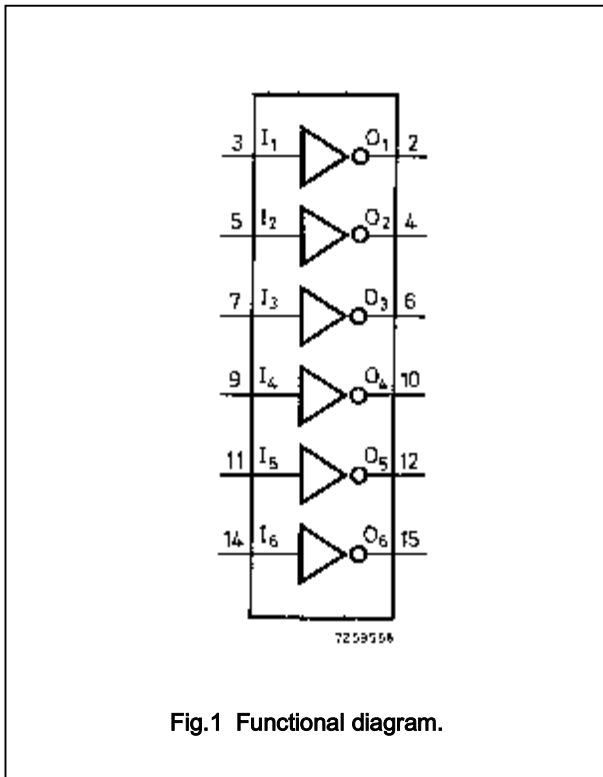 3 I1 O1 2
5 I2 O2 4
7 I3 O3 6
9 I4 O4 10
11 I5 O5 12
14 I6 O6 15
7259558
Fig.1 Functional diagram.